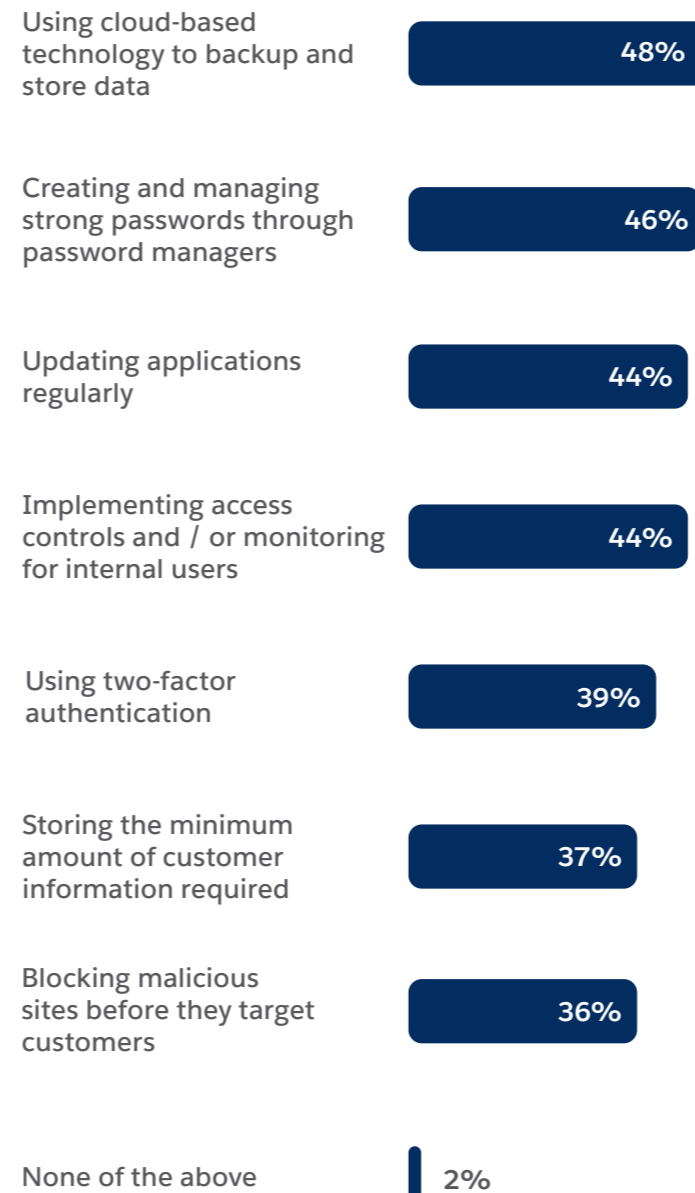 Using cloud-based
technology to backup and
store data
48%
Creating and managing
strong passwords through
password managers
46%
Updating applications
regularly
44%
Implementing access
controls and / or monitoring
for internal users
44%
Using two-factor
authentication
39%
Storing the minimum
amount of customer
information required
37%
Blocking malicious
sites before they target
customers
36%
None of the above
2%